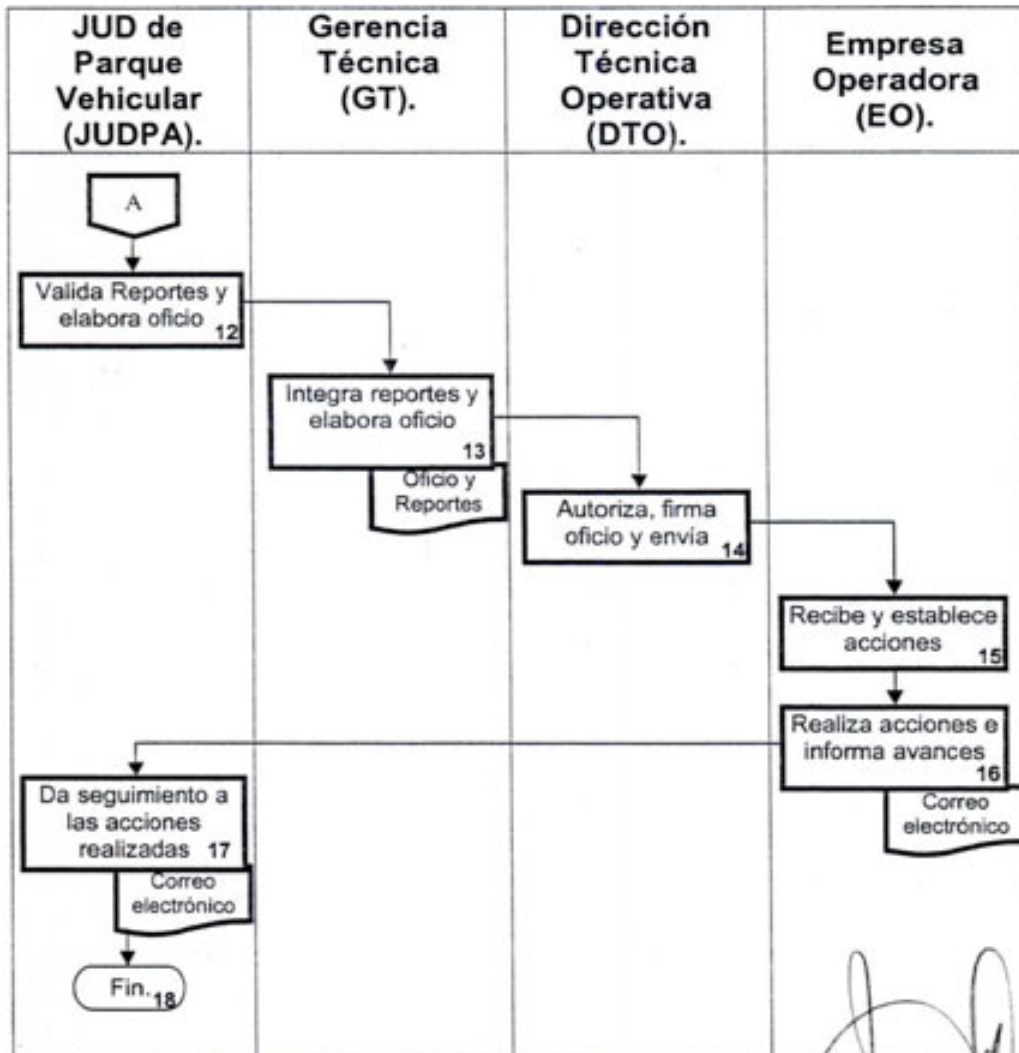 JUD de
Parque
Vehicular
(JUDPA).
Gerencia
Técnica
(GT).
Dirección
Técnica
Operativa
(DTO).
Empresa
Operadora
(EO).
A
Valida Reportes y
elabora oficio
12
Integra reportes y
elabora oficio
13
Oficio y
Reportes
Autoriza, firma
oficio y envía
14
Recibe y establece
acciones
15
Realiza acciones e
informa avances
16
Correo
electrónico
Da seguimiento a
las acciones
realizadas 17
Correo
electrónico
Fin. 18